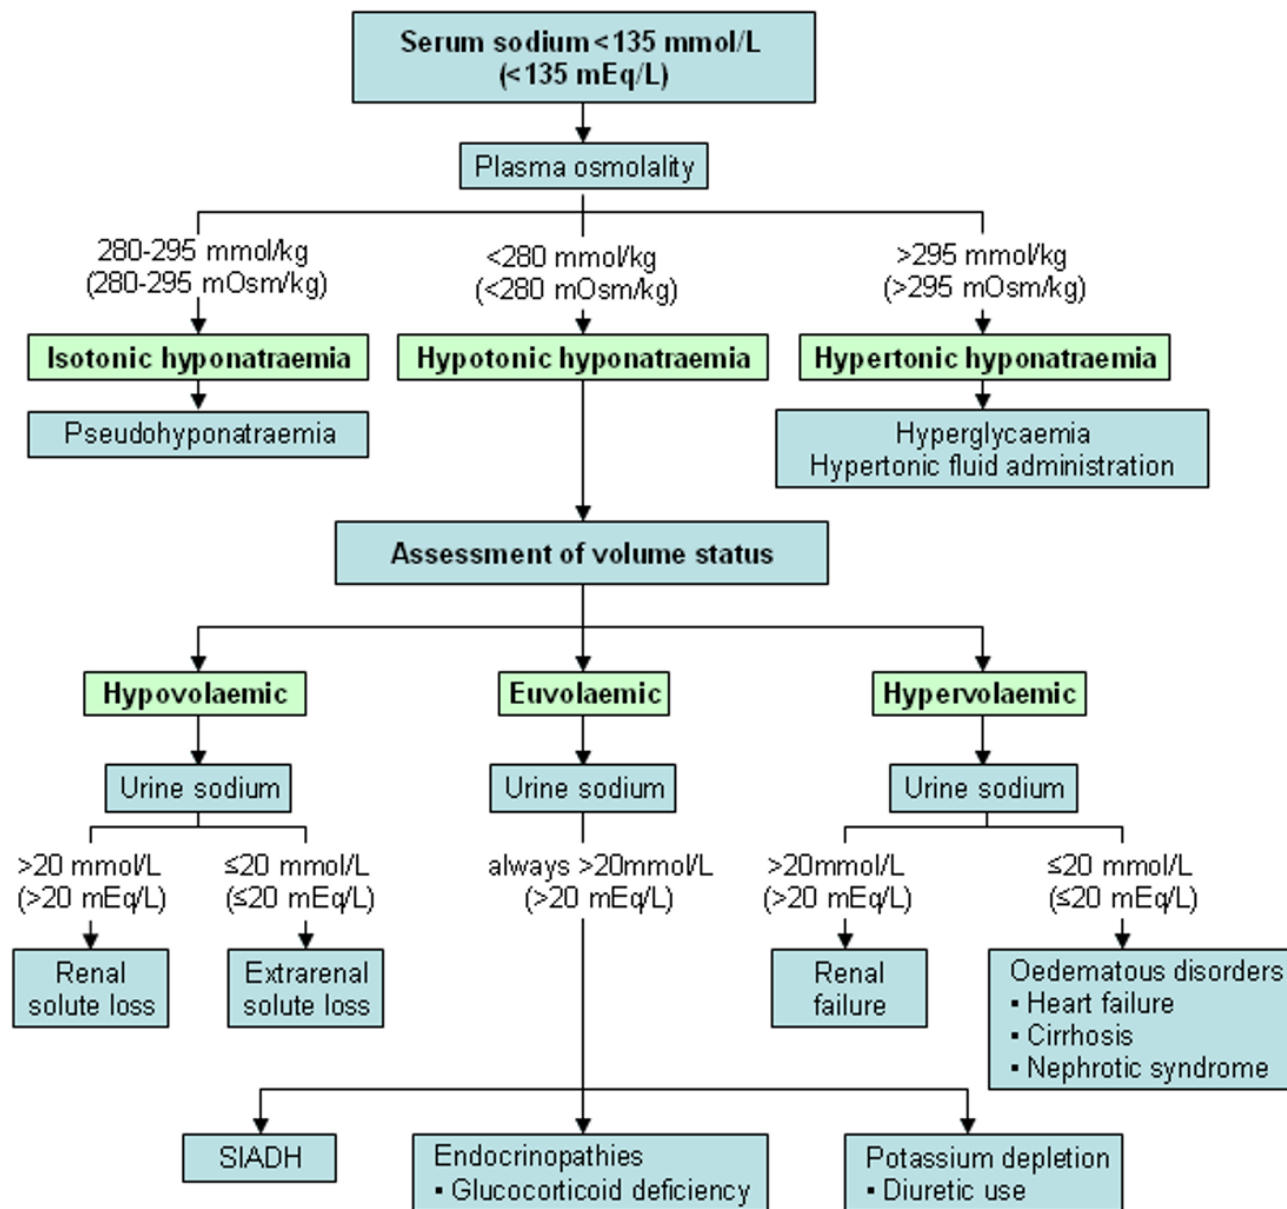 Serum sodium <135 mmol/L
(<135 mEq/L)
Plasma osmolality
280-295 mmol/kg
(280-295 mOsm/kg)
<280 mmol/kg
(<280 mOsm/kg)
>295 mmol/kg
(>295 mOsm/kg)
Isotonic hyponatraemia
Hypotonic hyponatraemia
Hypertonic hyponatraemia
Pseudohyponatraemia
Hyperglycaemia
Hypertonic fluid administration
Assessment of volume status
Hypovolaemic
Euvolaemic
Hypervolaemic
Urine sodium
Urine sodium
Urine sodium
>20 mmol/L
(>20 mEq/L)
≤20 mmol/L
(≤20 mEq/L)
always >20mmol/L
(>20 mEq/L)
>20mmol/L
(>20 mEq/L)
≤20 mmol/L
(≤20 mEq/L)
Renal
solute loss
Extrarenal
solute loss
Renal
failure
Oedematous disorders
▪ Heart failure
▪ Cirrhosis
▪ Nephrotic syndrome
SIADH
Endocrinopathies
▪ Glucocorticoid deficiency
Potassium depletion
▪ Diuretic use